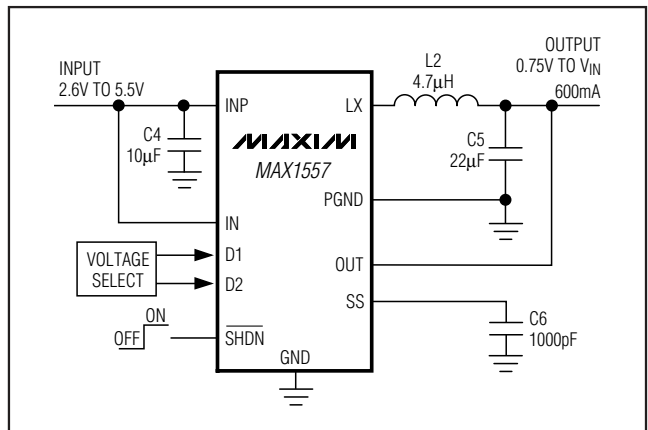 INPUT
2.6V TO 5.5V
INP
C4
10µF
IN
VOLTAGE
SELECT
D1
D2
ON
OFF
SHDN
GND
MAXIM
MAX1557
LX
PGND
OUT
SS
L2
4.7µH
OUTPUT
0.75V TO VIN
600mA
C5
22µF
C6
1000pF